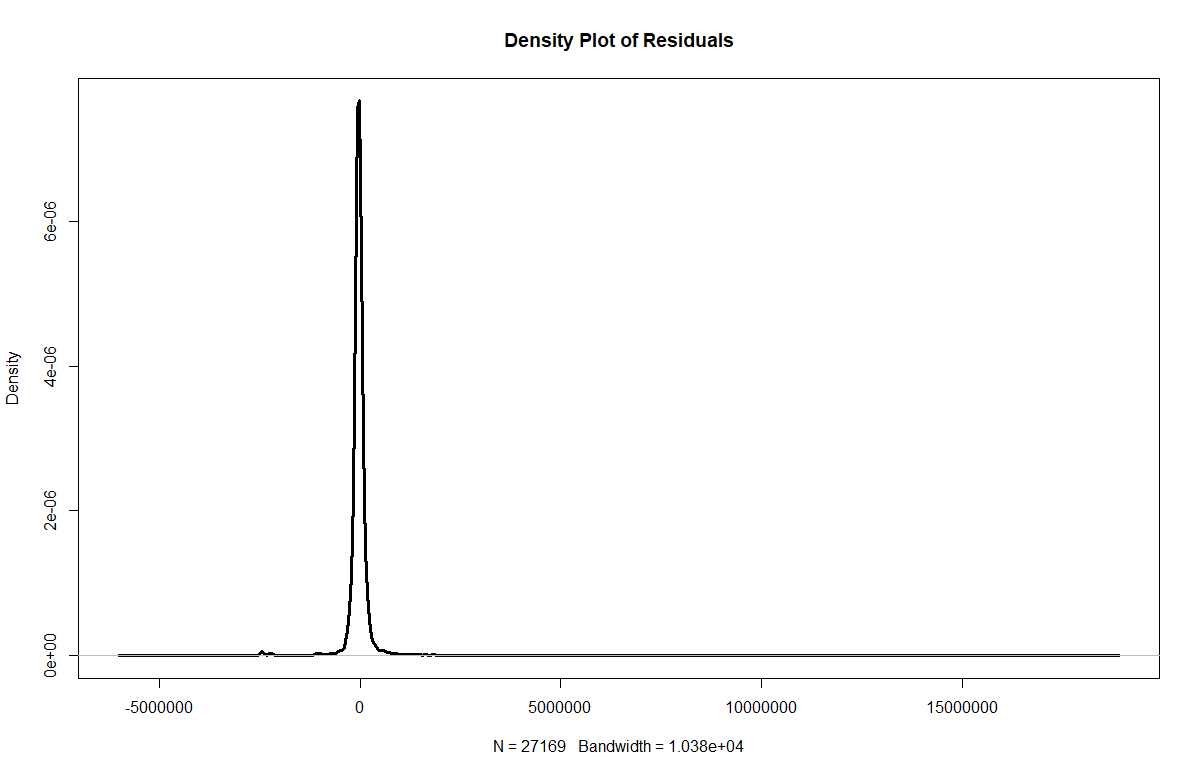 Density Plot of Residuals
Density
6e-06
4e-06
2e-06
0e+00
-5000000 0 5000000 10000000 15000000
N = 27169 Bandwidth = 1.038e+04